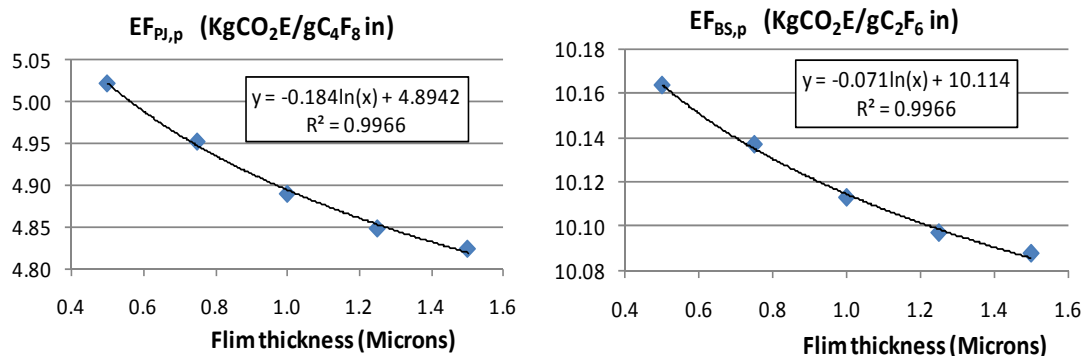 EF_PJ,p (KgCO₂E/gC₄F₈ in)
5.05
5.00
4.95
4.90
4.85
4.80
y = -0.184ln(x) + 4.8942
R² = 0.9966
0.4 0.6 0.8 1.0 1.2 1.4 1.6
Flim thickness (Microns)
EF_BS,p (KgCO₂E/gC₂F₆ in)
10.18
10.16
10.14
10.12
10.10
10.08
y = -0.071ln(x) + 10.114
R² = 0.9966
0.4 0.6 0.8 1.0 1.2 1.4 1.6
Flim thickness (Microns)